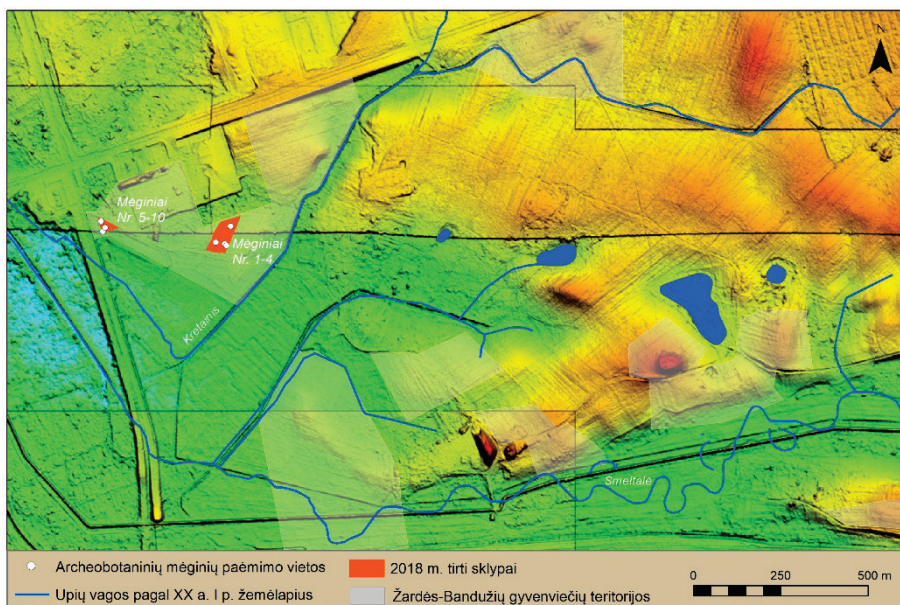 N
Mėginiai
Nr. 5-10
Mėginiai
Nr. 1-4
Kretainis
Smeltalė
Archeobotaninių mėginių paėmimo vietos
2018 m. tirti sklypai
Upių vagos pagal XX a. I p. žemėlapius
Žardės-Bandužių gyvenviečių teritorijos
0 250 500 m